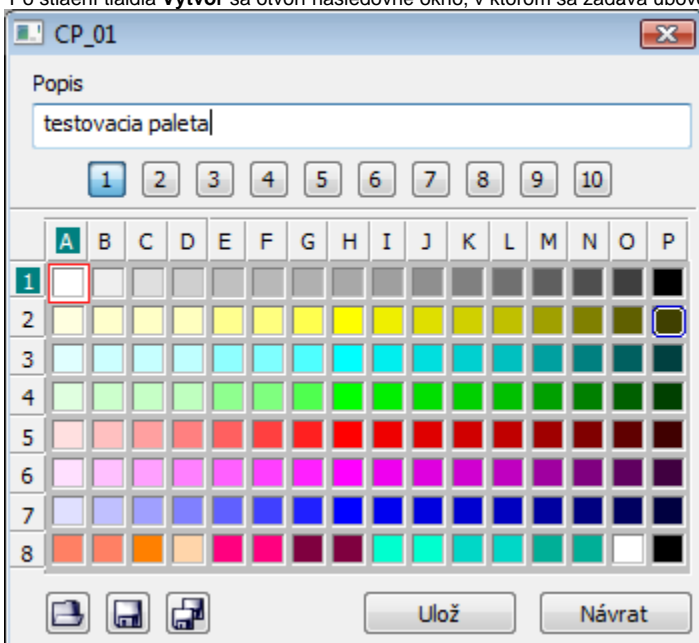 Po stlačení tlačidla Vytvor sa otvorí nasledovné okno, v ktorom sa zadáva
CP_01
Popis
testovacia paleta
1 2 3 4 5 6 7 8 9 10
A B C D E F G H I J K L M N O P
1
2
3
4
5
6
7
8
Ulož Návrat